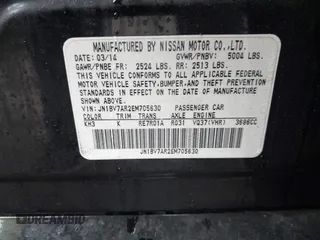 MANUFACTURED BY NISSAN MOTOR CO.,LTD.
DATE: 03/14 GVWR/PNBV: 5004 LBS.
GAWR/PNBE FR: 2524 LBS. RR: 2513 LBS.
THIS VEHICLE CONFORMS TO ALL APPLICABLE FEDERAL
MOTOR VEHICLE SAFETY,BUMPER,AND THEFT PREVENTION
STANDARDS IN EFFECT ON THE DATE OF MANUFACTURE
SHOWN ABOVE.
VIN: JN1BV7AR2EM705630 PASSENGER CAR
COLOR TRIM TRANS AXLE ENGINE
KH3 K RE7R01A R031 VQ37(VHR) 3696CC
JN1BV7AR2EM705630
DREAMBID